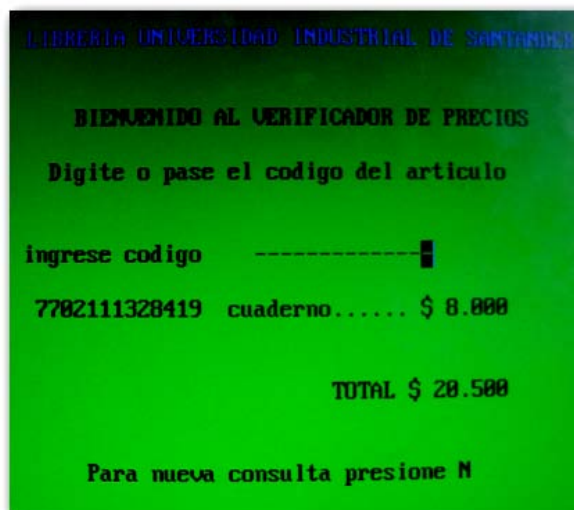 LIBRERIA UNIVERSIDAD INDUSTRIAL DE SANTANDER
BIENVENIDO AL VERIFICADOR DE PRECIOS
Digite o pase el codigo del articulo
ingrese codigo -------------
7702111328419 cuaderno...... $ 8.000
TOTAL $ 20.500
Para nueva consulta presione N